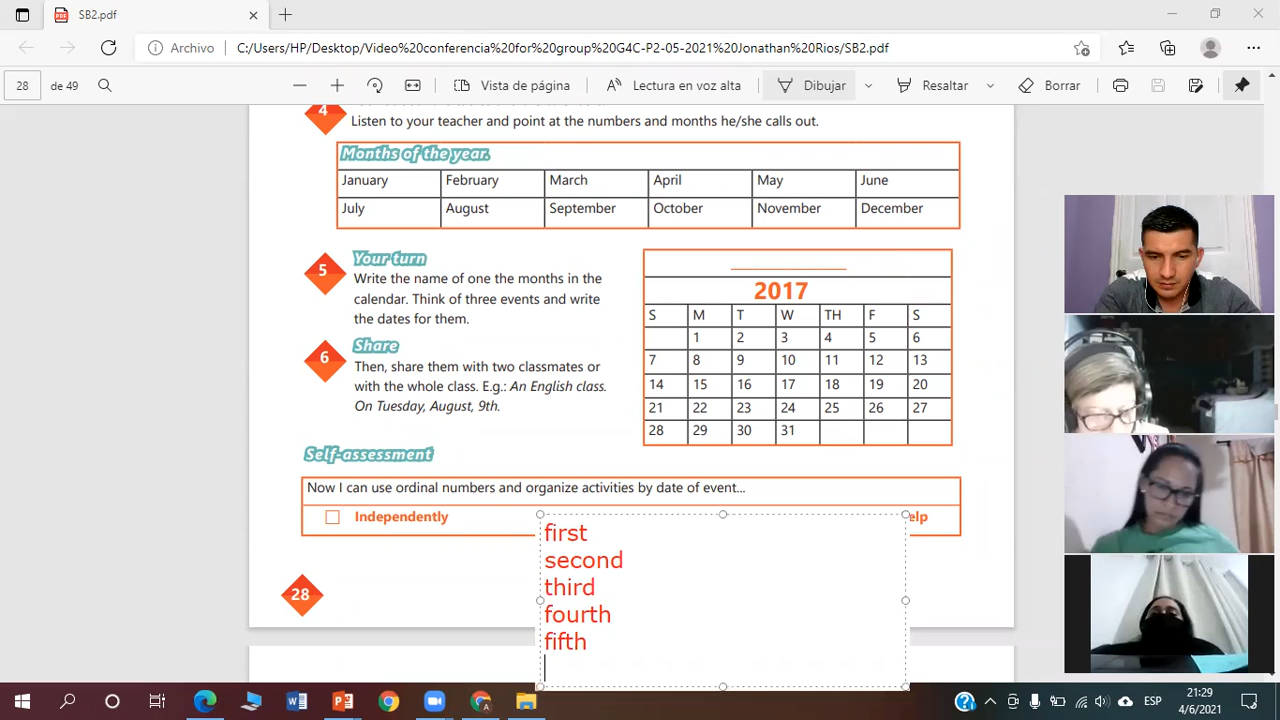 SB2.pdf
Archivo C:/Users/HP/Desktop/Video%20conferencia%20for%20group%20G4C-P2-05-2021%20Jonathan%20Rios/SB2.pdf
28 de 49 Vista de página Lectura en voz alta Dibujar Resaltar Borrar
4
Listen to your teacher and point at the numbers and months he/she calls out.
Months of the year.
January February March April May June
July August September October November December
5 Your turn
Write the name of one the months in the
calendar. Think of three events and write
the dates for them.
6 Share
Then, share them with two classmates or
with the whole class. E.g.: An English class.
On Tuesday, August, 9th.
2017
S M T W TH F S
1 2 3 4 5 6
7 8 9 10 11 12 13
14 15 16 17 18 19 20
21 22 23 24 25 26 27
28 29 30 31
Self-assessment
Now I can use ordinal numbers and organize activities by date of event...
Independently elp
first
second
third
fourth
fifth
28
ESP
21:29
4/6/2021